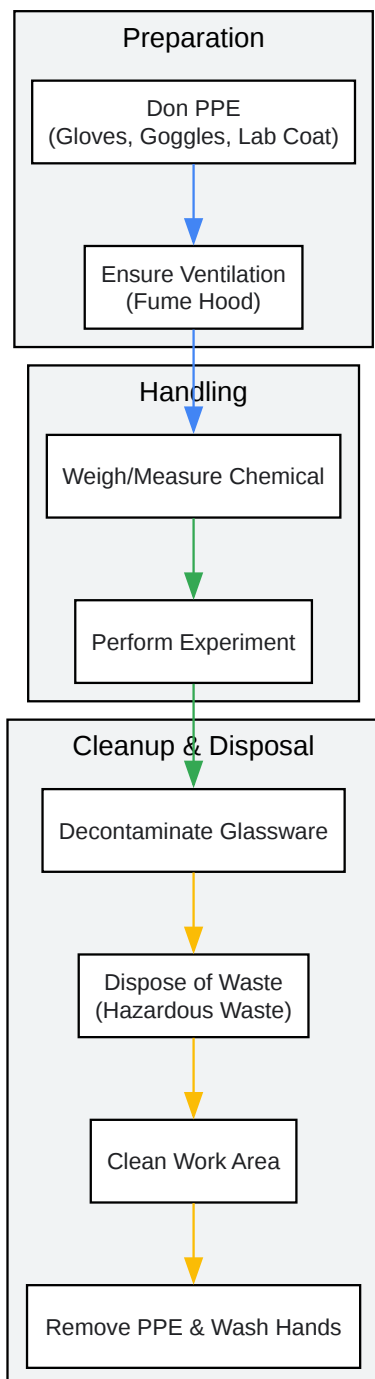 Preparation
Don PPE
(Gloves, Goggles, Lab Coat)
Ensure Ventilation
(Fume Hood)
Handling
Weigh/Measure Chemical
Perform Experiment
Cleanup & Disposal
Decontaminate Glassware
Dispose of Waste
(Hazardous Waste)
Clean Work Area
Remove PPE & Wash Hands